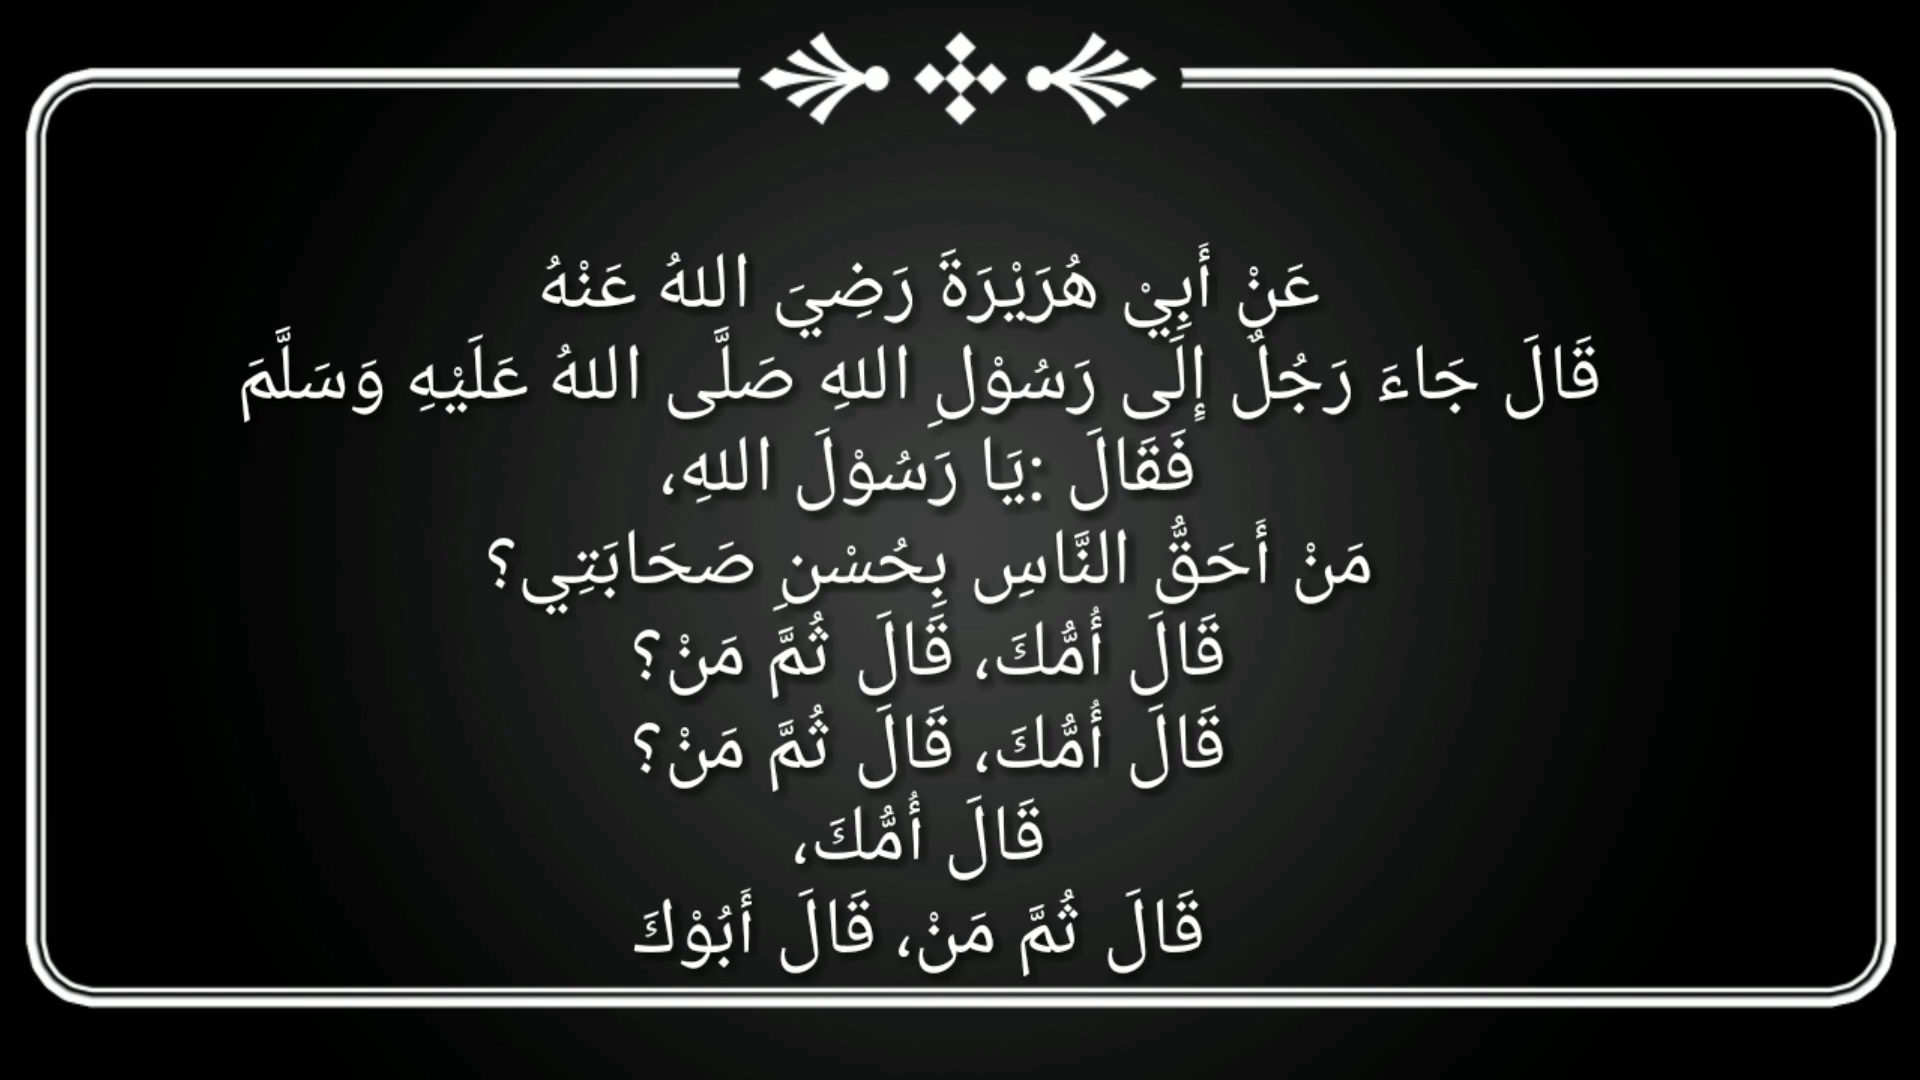 عَنْ أَبِيْ هُرَيْرَةَ رَضِيَ اللهُ عَنْهُ
قَالَ جَاءَ رَجُلٌ إِلَى رَسُوْلِ اللهِ صَلَّى اللهُ عَلَيْهِ وَسَلَّمَ
فَقَالَ :يَا رَسُوْلَ اللهِ،
مَنْ أَحَقُّ النَّاسِ بِحُسْنِ صَحَابَتِي؟
قَالَ أُمُّكَ، قَالَ ثُمَّ مَنْ؟
قَالَ أُمُّكَ، قَالَ ثُمَّ مَنْ؟
قَالَ أُمُّكَ،
قَالَ ثُمَّ مَنْ، قَالَ أَبُوْكَ